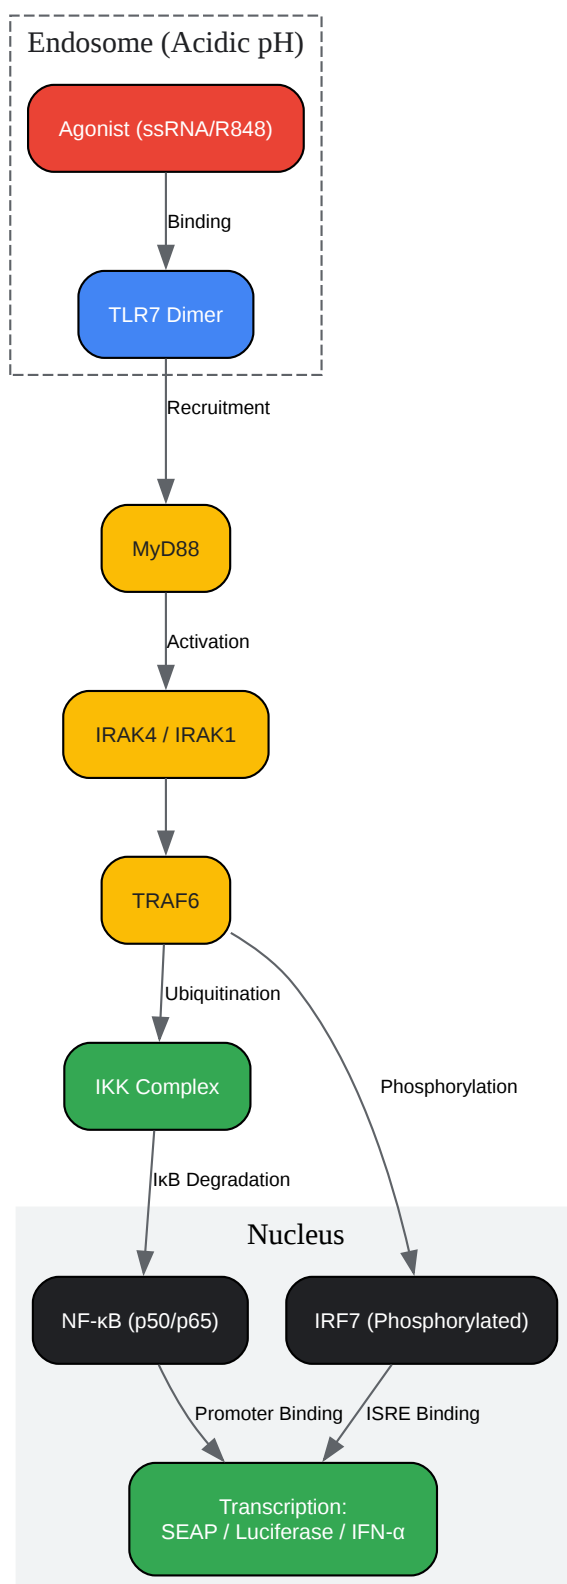 Endosome (Acidic pH)
Agonist (ssRNA/R848)
Binding
TLR7 Dimer
Recruitment
MyD88
Activation
IRAK4 / IRAK1
TRAF6
Ubiquitination
IKK Complex
Phosphorylation
IκB Degradation
Nucleus
NF-κB (p50/p65)
IRF7 (Phosphorylated)
Promoter Binding
ISRE Binding
Transcription:
SEAP / Luciferase / IFN-α